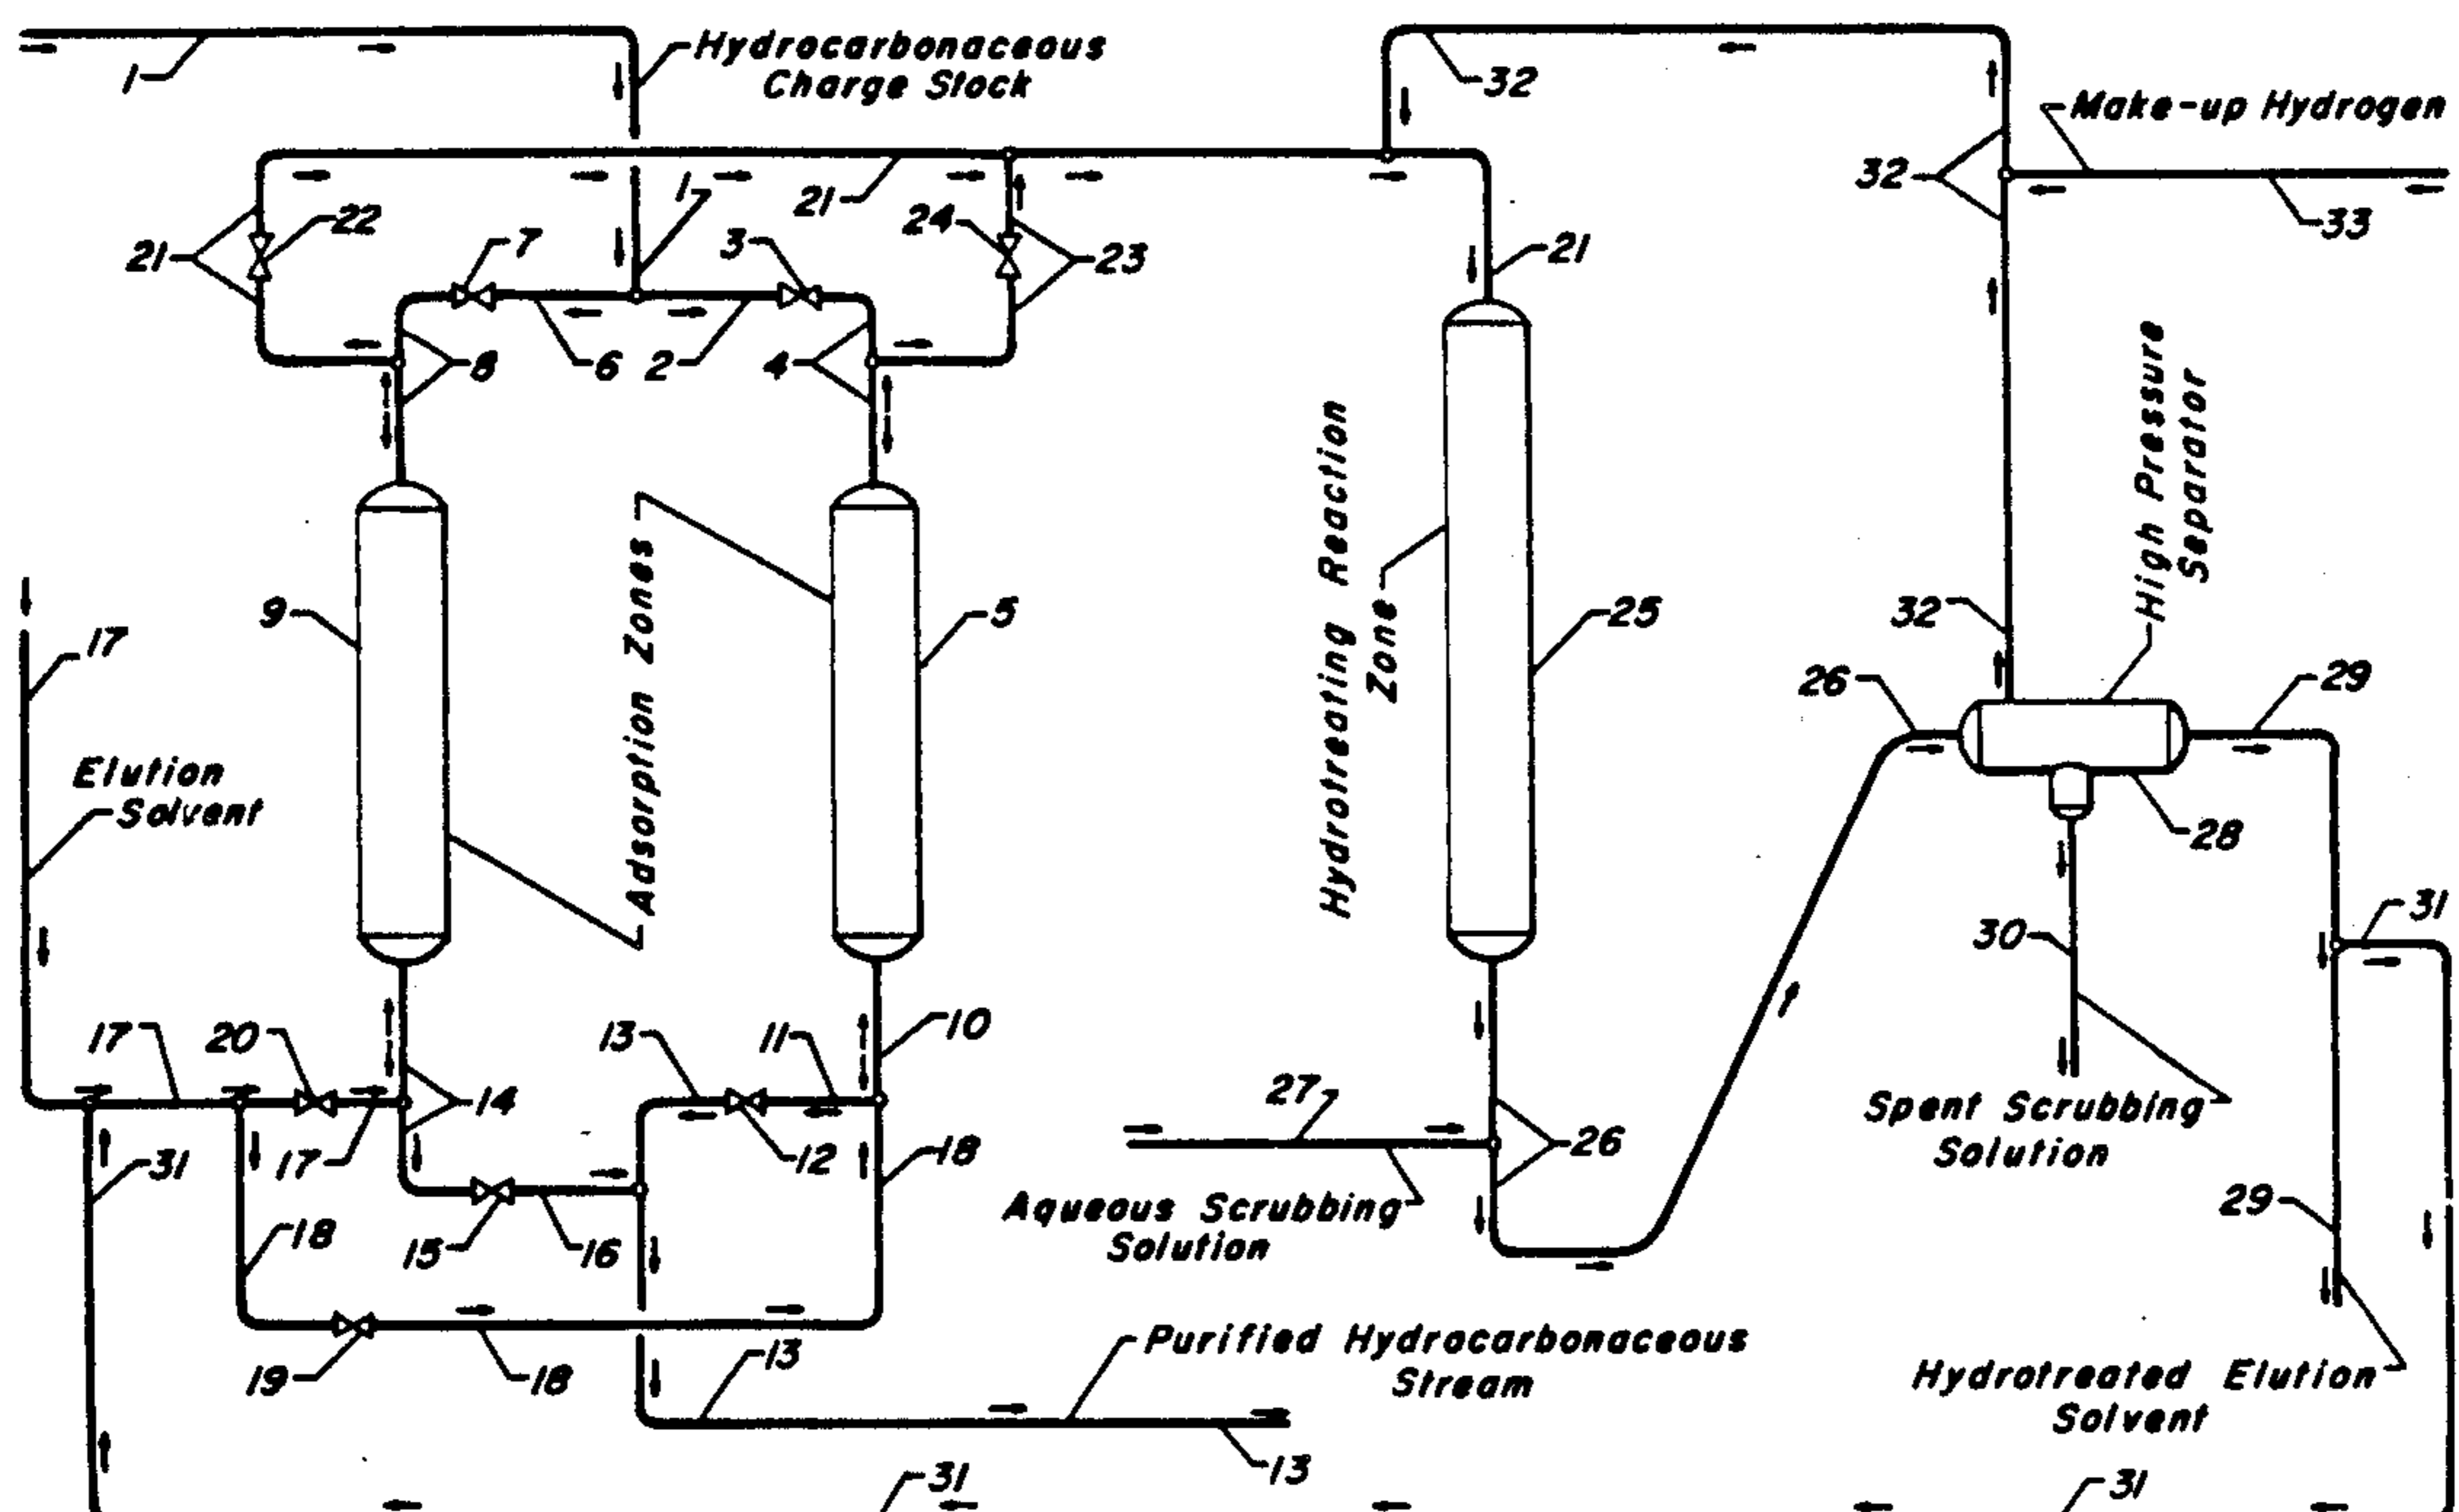 1
Hydrocarbonaceous
Charge Stock
32
Make-up Hydrogen
32
33
1
21
24
23
21
22
7
3
21
8
6
2
4
Hydrotreating Reaction
Zone
High Pressure
Separator
Adsorption Zones
9
5
25
32
17
26
29
Elution
Solvent
28
31
30
17
20
13
11
10
14
27
26
Spent Scrubbing
Solution
31
17
12
18
Aqueous Scrubbing
Solution
29
18
15
16
19
18
13
Purified Hydrocarbonaceous
Stream
Hydrotreated Elution
Solvent
13
31
31